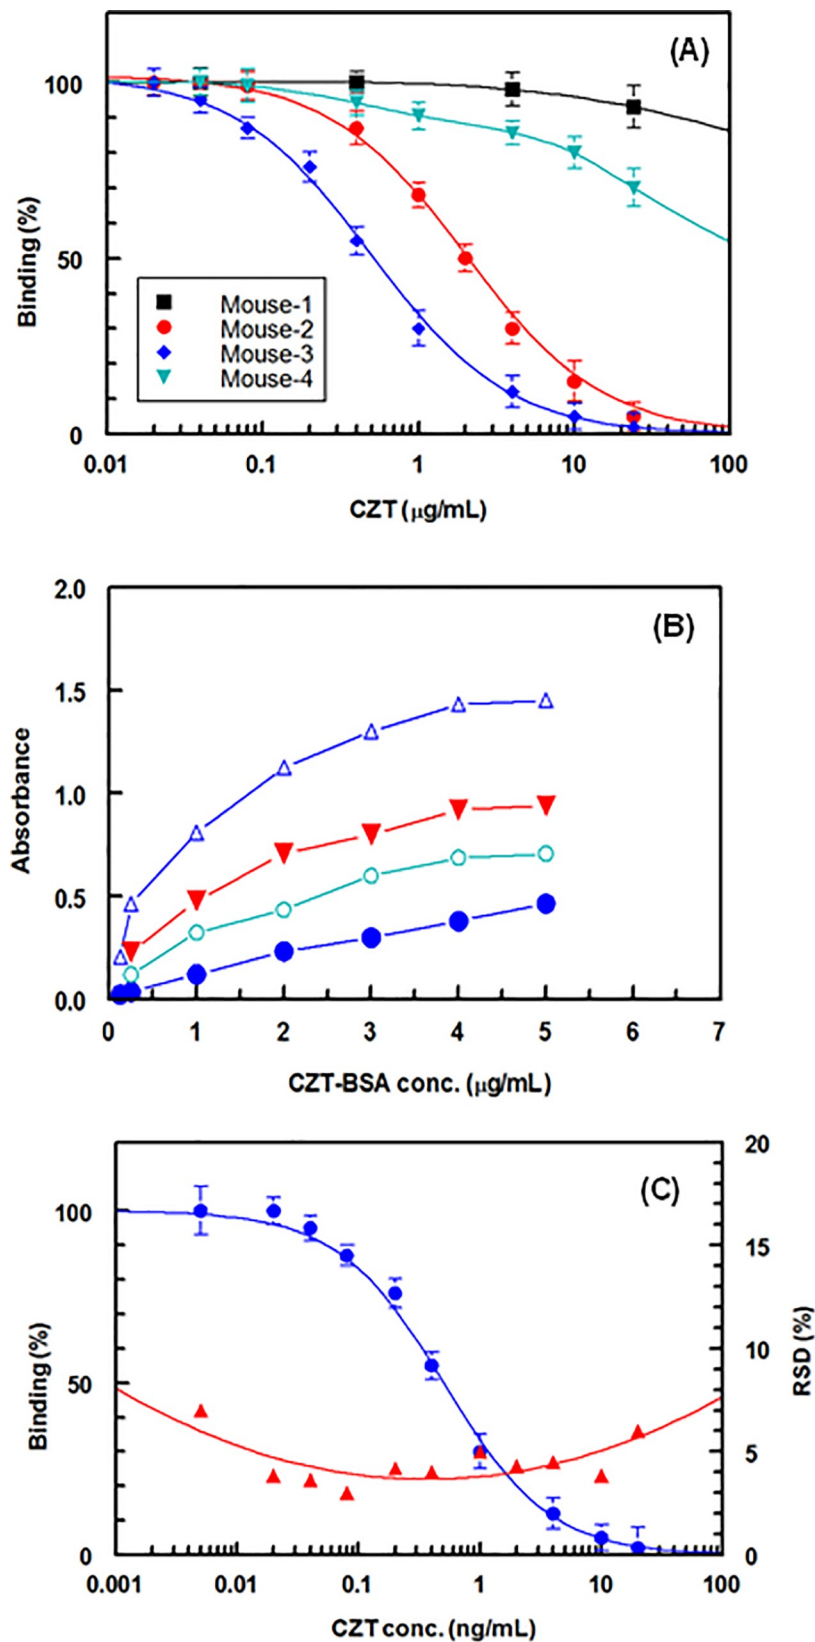 (A)
100
50
0
Binding (%)
Mouse-1
Mouse-2
Mouse-3
Mouse-4
0.01 0.1 1 10 100
CZT (μg/mL)
(B)
2.0
1.5
1.0
0.5
0.0
Absorbance
0 1 2 3 4 5 6 7
CZT-BSA conc. (μg/mL)
(C)
100
50
0
Binding (%)
20
15
10
5
0
RSD (%)
0.001 0.01 0.1 1 10 100
CZT conc. (ng/mL)